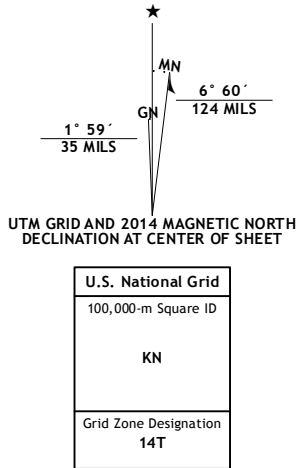 MN
GN
6° 60´
124 MILS
1° 59´
35 MILS
UTM GRID AND 2014 MAGNETIC NORTH
DECLINATION AT CENTER OF SHEET
U.S. National Grid
100,000-m Square ID
KN
Grid Zone Designation
14T